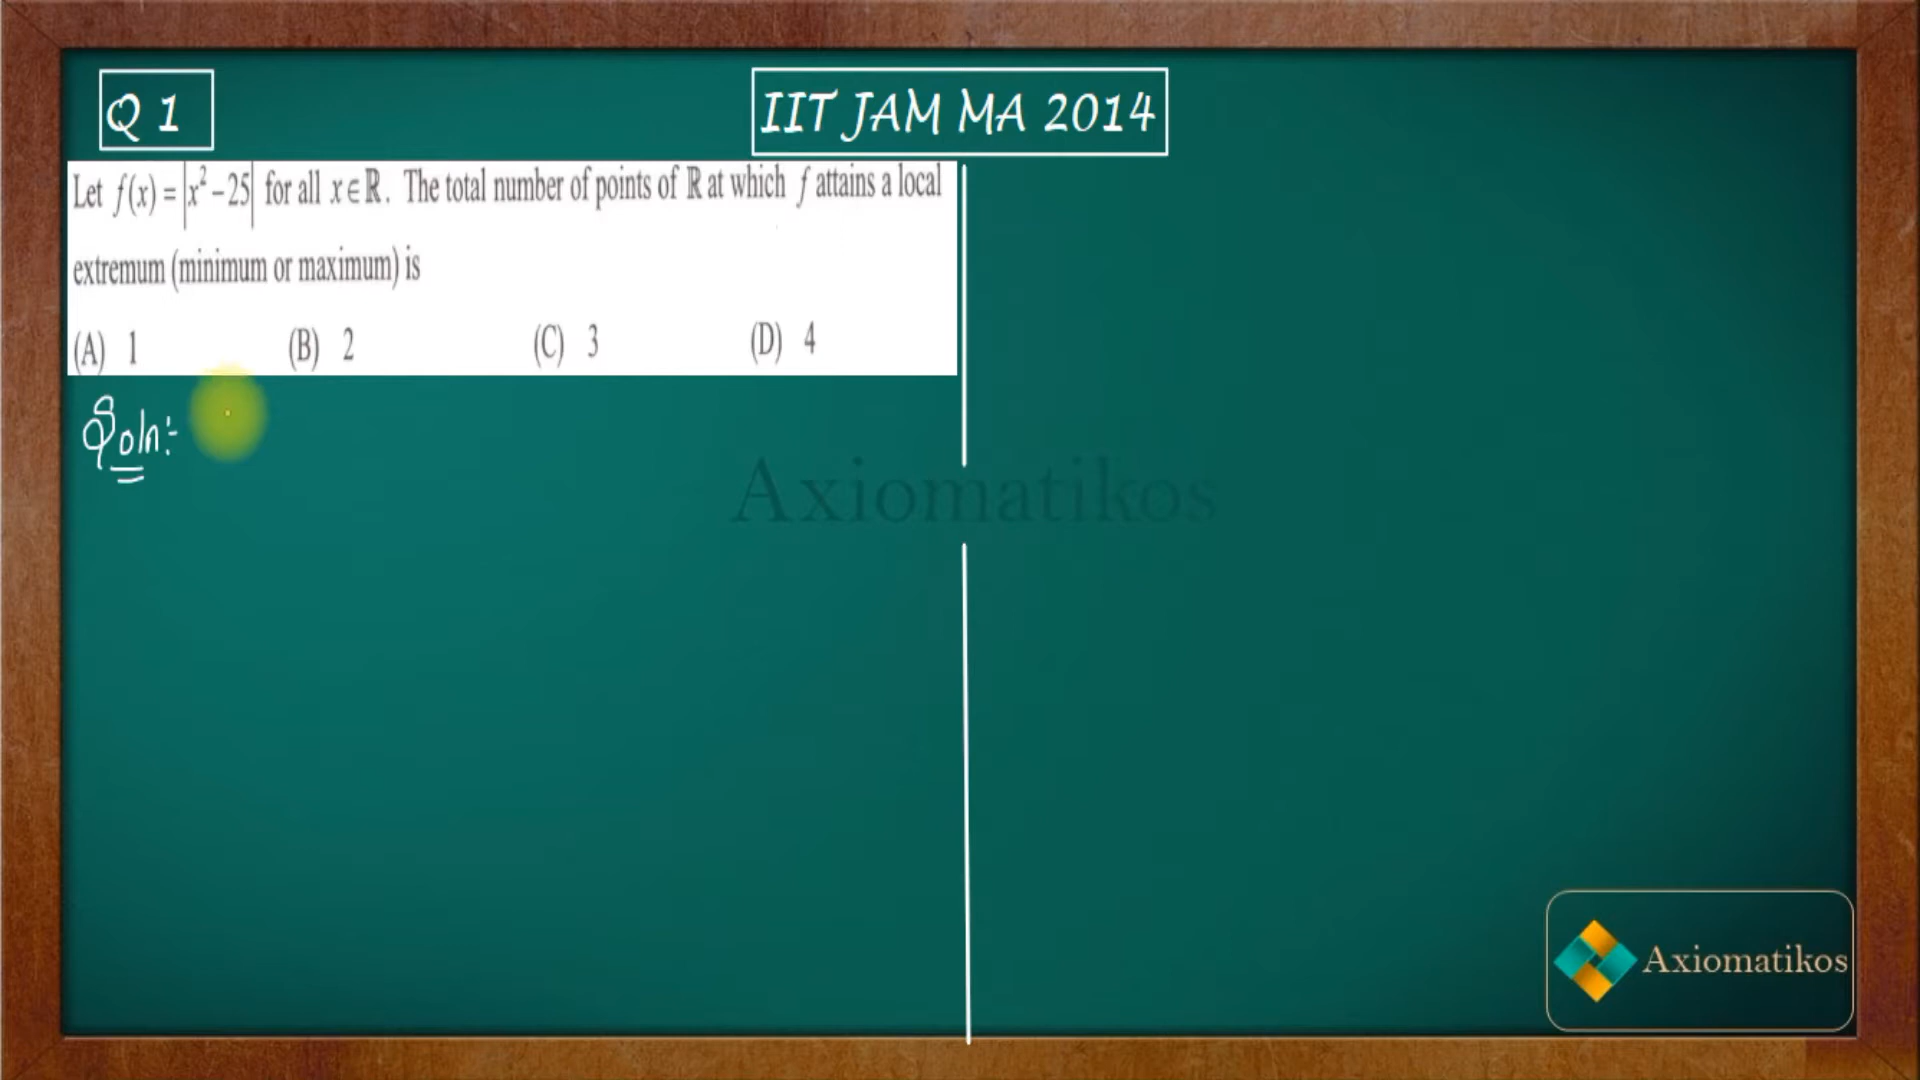 Q 1
IIT JAM MA 2014
Let f(x) = |x² – 25| for all x ∈ ℝ. The total number of points of ℝ at which f attains a local
extremum (minimum or maximum) is
(A) 1 (B) 2 (C) 3 (D) 4
Soln:-
Axiomatikos
Axiomatikos